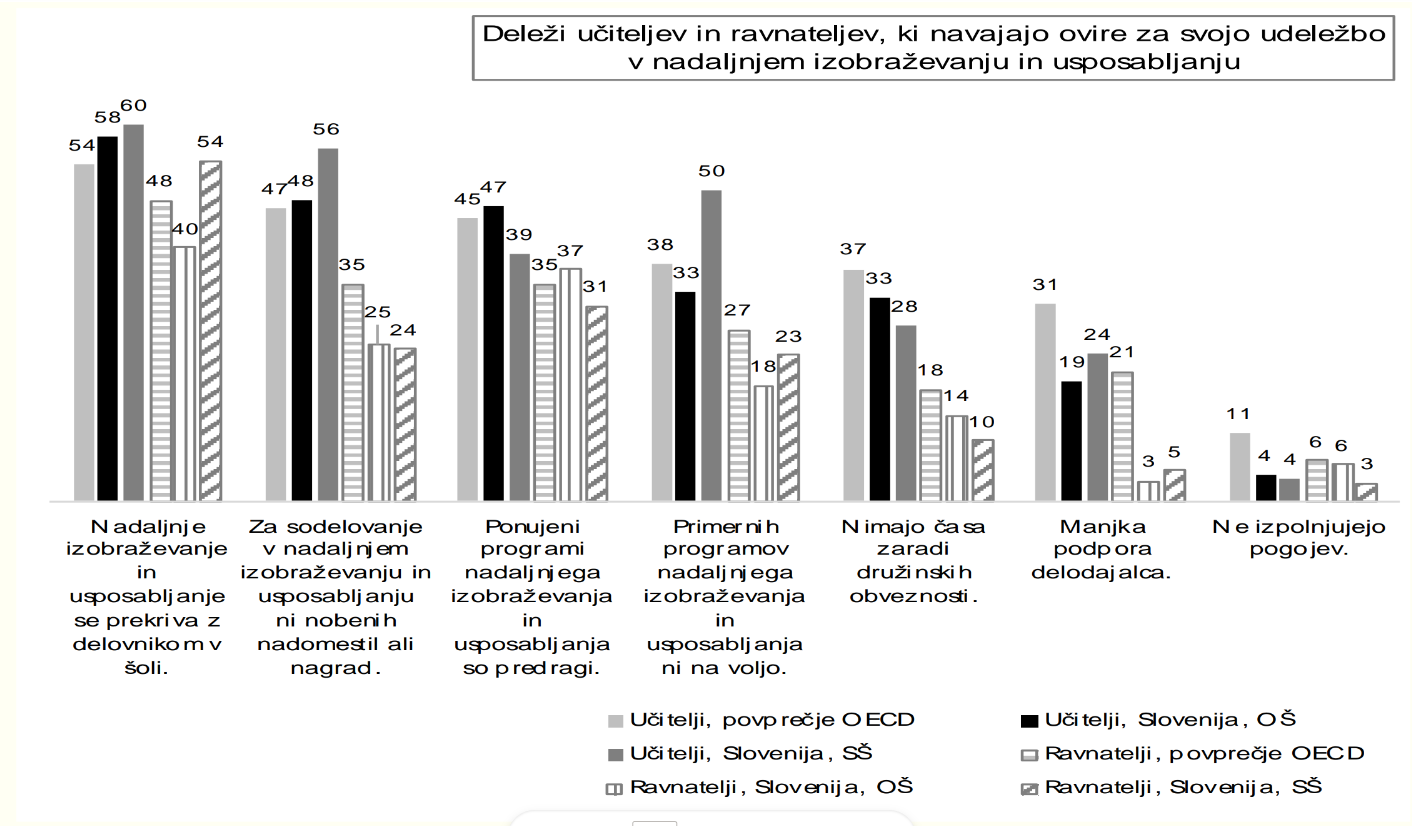 Deleži učiteljev in ravnateljev, ki navajajo ovire za svojo udeležbo
v nadaljnjem izobraževanju in usposabljanju
54 58 60 48 40 54
47 48 56 35 25 24
45 47 39 35 37 31
38 33 50 27 18 23
37 33 28 18 14 10
31 19 24 21 3 5
11 4 4 6 6 3
Nadaljnje
izobraževanje
in
usposabljanje
se prekriva z
delovnikom v
šoli.
Za sodelovanje
v nadaljnjem
izobraževanju in
usposabljanju
ni nobenih
nadomestil ali
nagrad.
Ponujeni
programi
nadaljnjega
izobraževanja
in
usposabljanja
so predragi.
Primernih
programov
nadaljnjega
izobraževanja
in
usposabljanja
ni na voljo.
Nimajo časa
zaradi
družinskih
obveznosti.
Manjka
podpora
delodajalca.
Ne izpolnjujejo
pogojev.
Učitelji, povprečje OECD
Učitelji, Slovenija, OŠ
Učitelji, Slovenija, SŠ
Ravnatelji, povprečje OECD
Ravnatelji, Slovenija, OŠ
Ravnatelji, Slovenija, SŠ